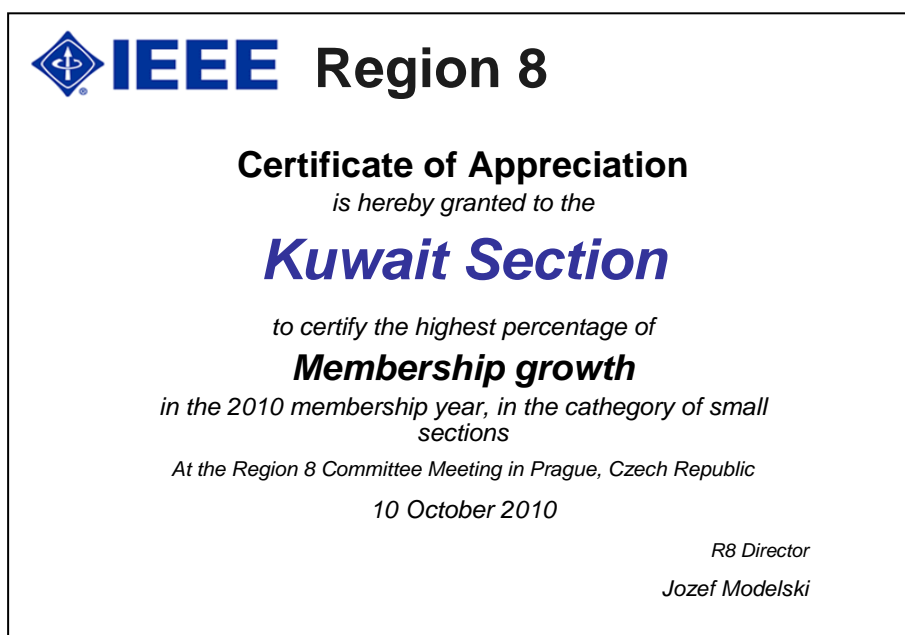 IEEE Region 8
Certificate of Appreciation
is hereby granted to the
Kuwait Section
to certify the highest percentage of
Membership growth
in the 2010 membership year, in the cathegory of small
sections
At the Region 8 Committee Meeting in Prague, Czech Republic
10 October 2010
R8 Director
Jozef Modelski